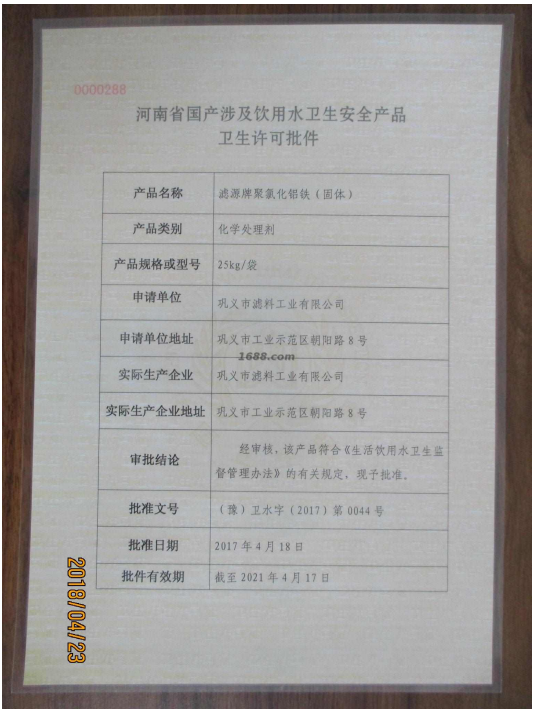 0000288
河南省国产涉及饮用水卫生安全产品
卫生许可批件
产品名称 滤源牌聚氯化铝铁（固体）
产品类别 化学处理剂
产品规格或型号 25kg/袋
申请单位 巩义市滤料工业有限公司
申请单位地址 巩义市工业示范区朝阳路8号
1688.com
实际生产企业 巩义市滤料工业有限公司
实际生产企业地址 巩义市工业示范区朝阳路8号
审批结论 经审核，该产品符合《生活饮用水卫生监
督管理办法》的有关规定，现予批准。
批准文号 （豫）卫水字（2017）第0044号
批准日期 2017年4月18日
批件有效期 截至2021年4月17日
2018/04/23